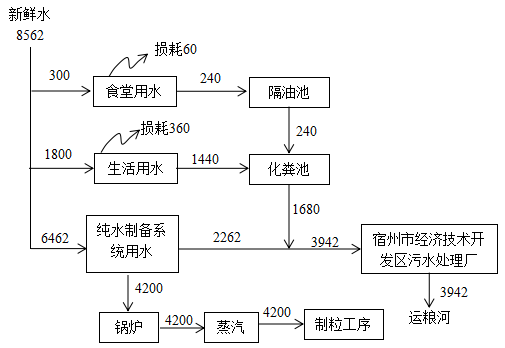 新鲜水
8562
损耗60
300
食堂用水
240
隔油池
240
损耗360
1800
生活用水
1440
化粪池
1680
6462
纯水制备系
统用水
2262
3942
宿州市经济技术开
发区污水处理厂
4200
3942
运粮河
锅炉
4200
蒸汽
4200
制粒工序